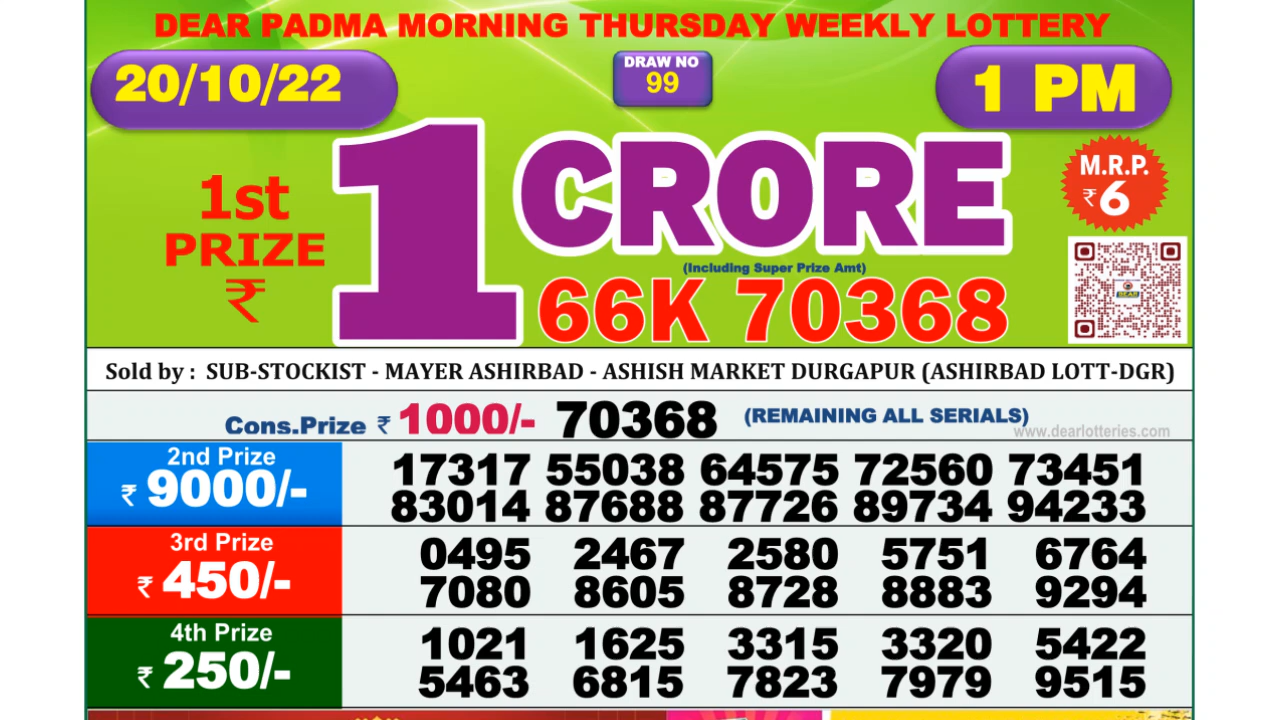 DEAR PADMA MORNING THURSDAY WEEKLY LOTTERY
20/10/22
DRAW NO
99
1 PM
1st
PRIZE
₹
1 CRORE
(Including Super Prize Amt)
66K 70368
M.R.P.
₹ 6
DEAR
Sold by : SUB-STOCKIST - MAYER ASHIRBAD - ASHISH MARKET DURGAPUR (ASHIRBAD LOTT-DGR)
Cons.Prize ₹ 1000/- 70368 (REMAINING ALL SERIALS)
www.dearlotteries.com
2nd Prize
₹ 9000/-
17317 55038 64575 72560 73451
83014 87688 87726 89734 94233
3rd Prize
₹ 450/-
0495 2467 2580 5751 6764
7080 8605 8728 8883 9294
4th Prize
₹ 250/-
1021 1625 3315 3320 5422
5463 6815 7823 7979 9515